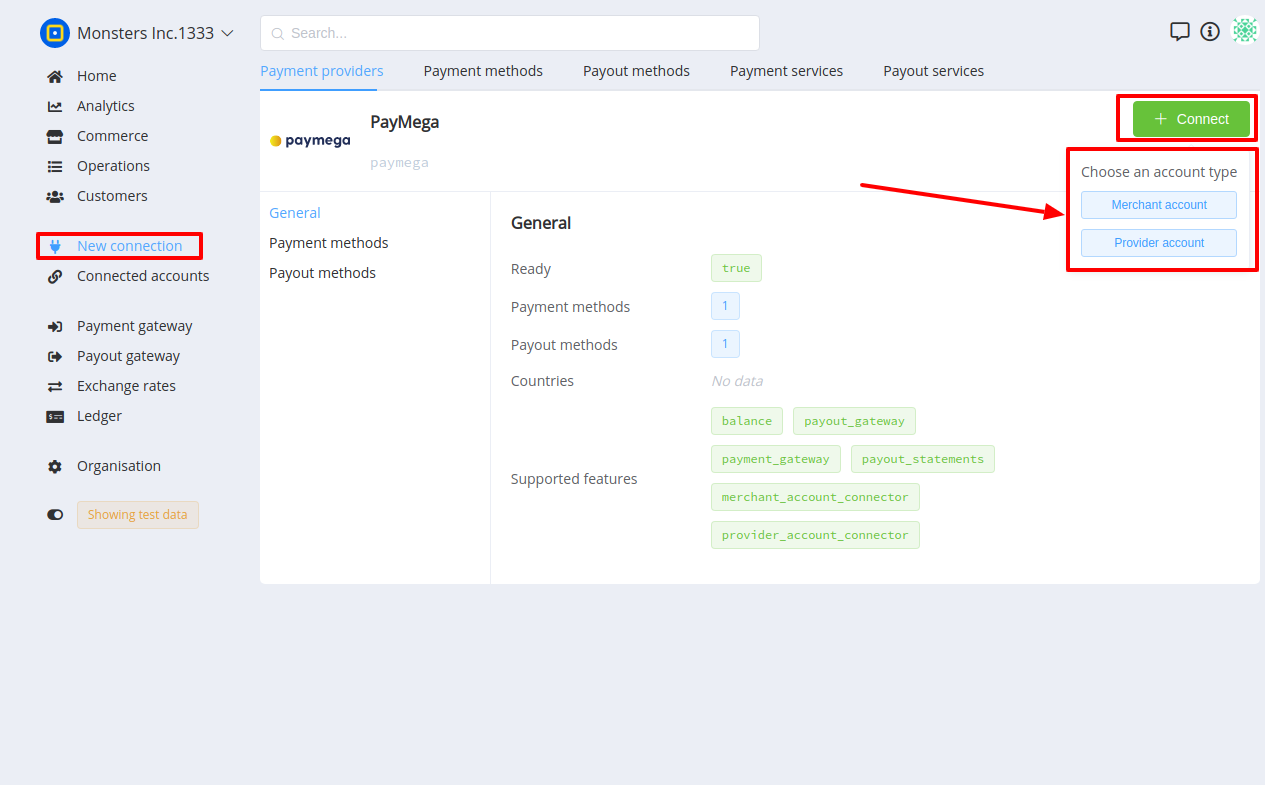 Monsters Inc.1333
Search...
Home
Analytics
Commerce
Operations
Customers
New connection
Connected accounts
Payment gateway
Payout gateway
Exchange rates
Ledger
Organisation
Showing test data
Payment providers Payment methods Payout methods Payment services Payout services
paymega
PayMega
paymega
+ Connect
Choose an account type
Merchant account
Provider account
General
Payment methods
Payout methods
General
Ready true
Payment methods 1
Payout methods 1
Countries No data
Supported features
balance payout_gateway
payment_gateway payout_statements
merchant_account_connector
provider_account_connector